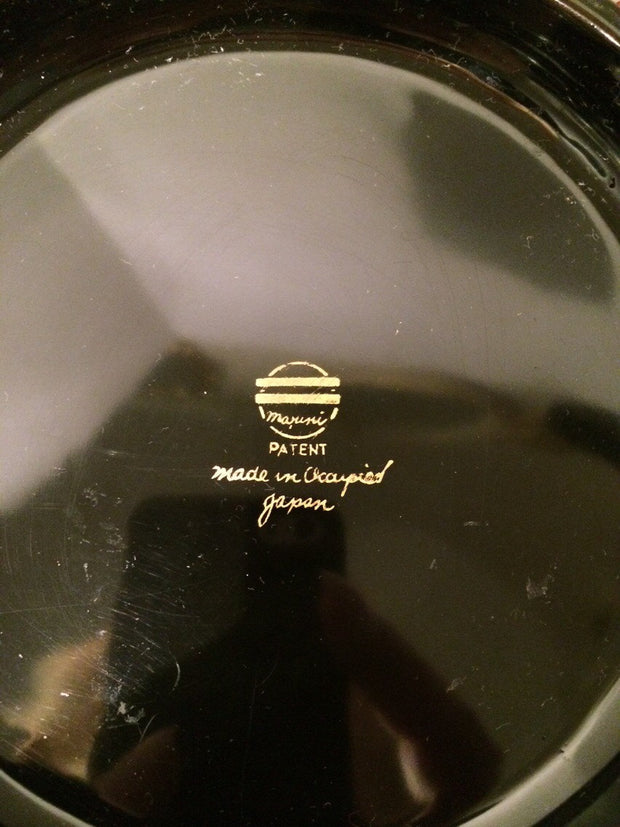 maruni
PATENT
made in Occupied
Japan